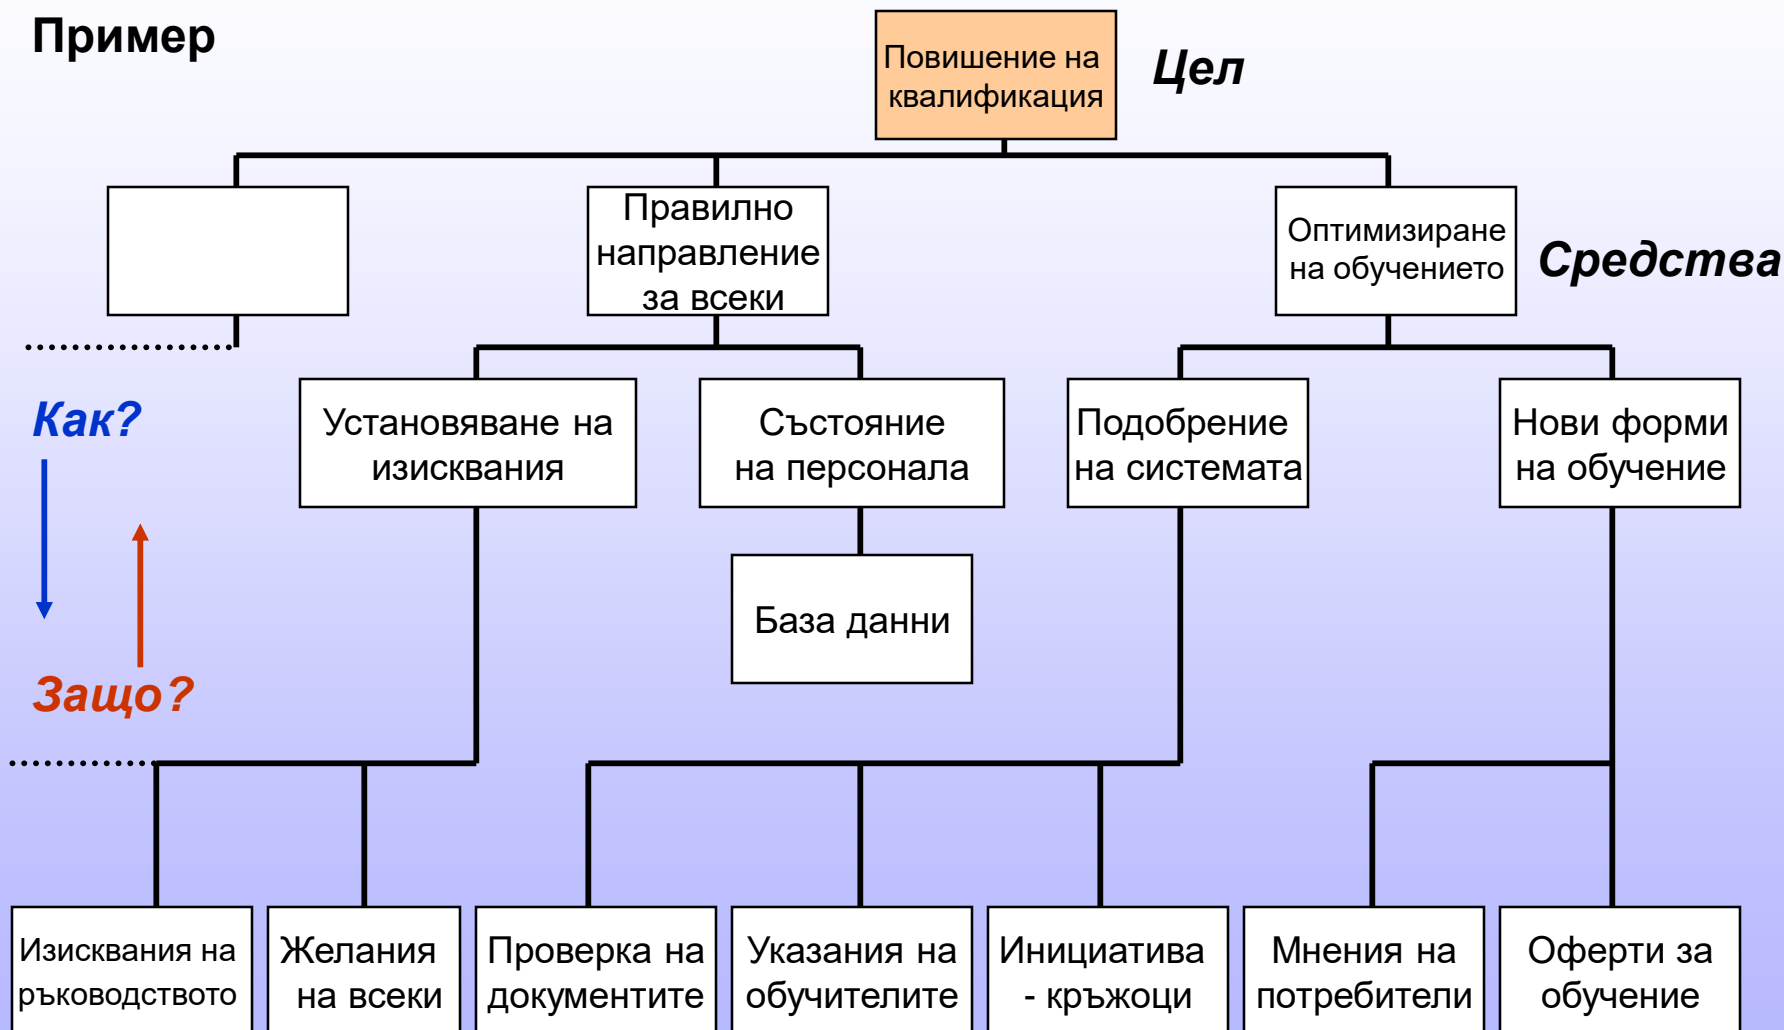 Пример
Повишение на
квалификация
Цел
Правилно
направление
за всеки
Оптимизиране
на обучението
Средства
Как?
Установяване на
изисквания
Състояние
на персонала
Подобрение
на системата
Нови форми
на обучение
База данни
Защо?
Изисквания на
ръководството
Желания
на всеки
Проверка на
документите
Указания на
обучителите
Инициатива
- кръжоци
Мнения на
потребители
Оферти за
обучение